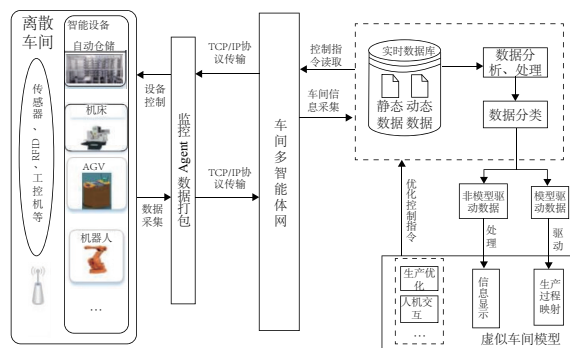 离散
车间
传感器、RFID、工控机等
智能设备
自动仓储
机床
AGV
机器人
…
设备
控制
数据
采集
监控Agent数据打包
TCP/IP协
议传输
TCP/IP协
议传输
车间多智能体网
控制指
令读取
车间信
息采集
实时数据库
静态 动态
数据 数据
数据分
析、处理
数据分类
非模型驱
动数据
模型驱
动数据
处理
驱动
优化控制指令
生产优
化
人机交
互
…
信息显示
生产
过程
映射
虚似车间模型